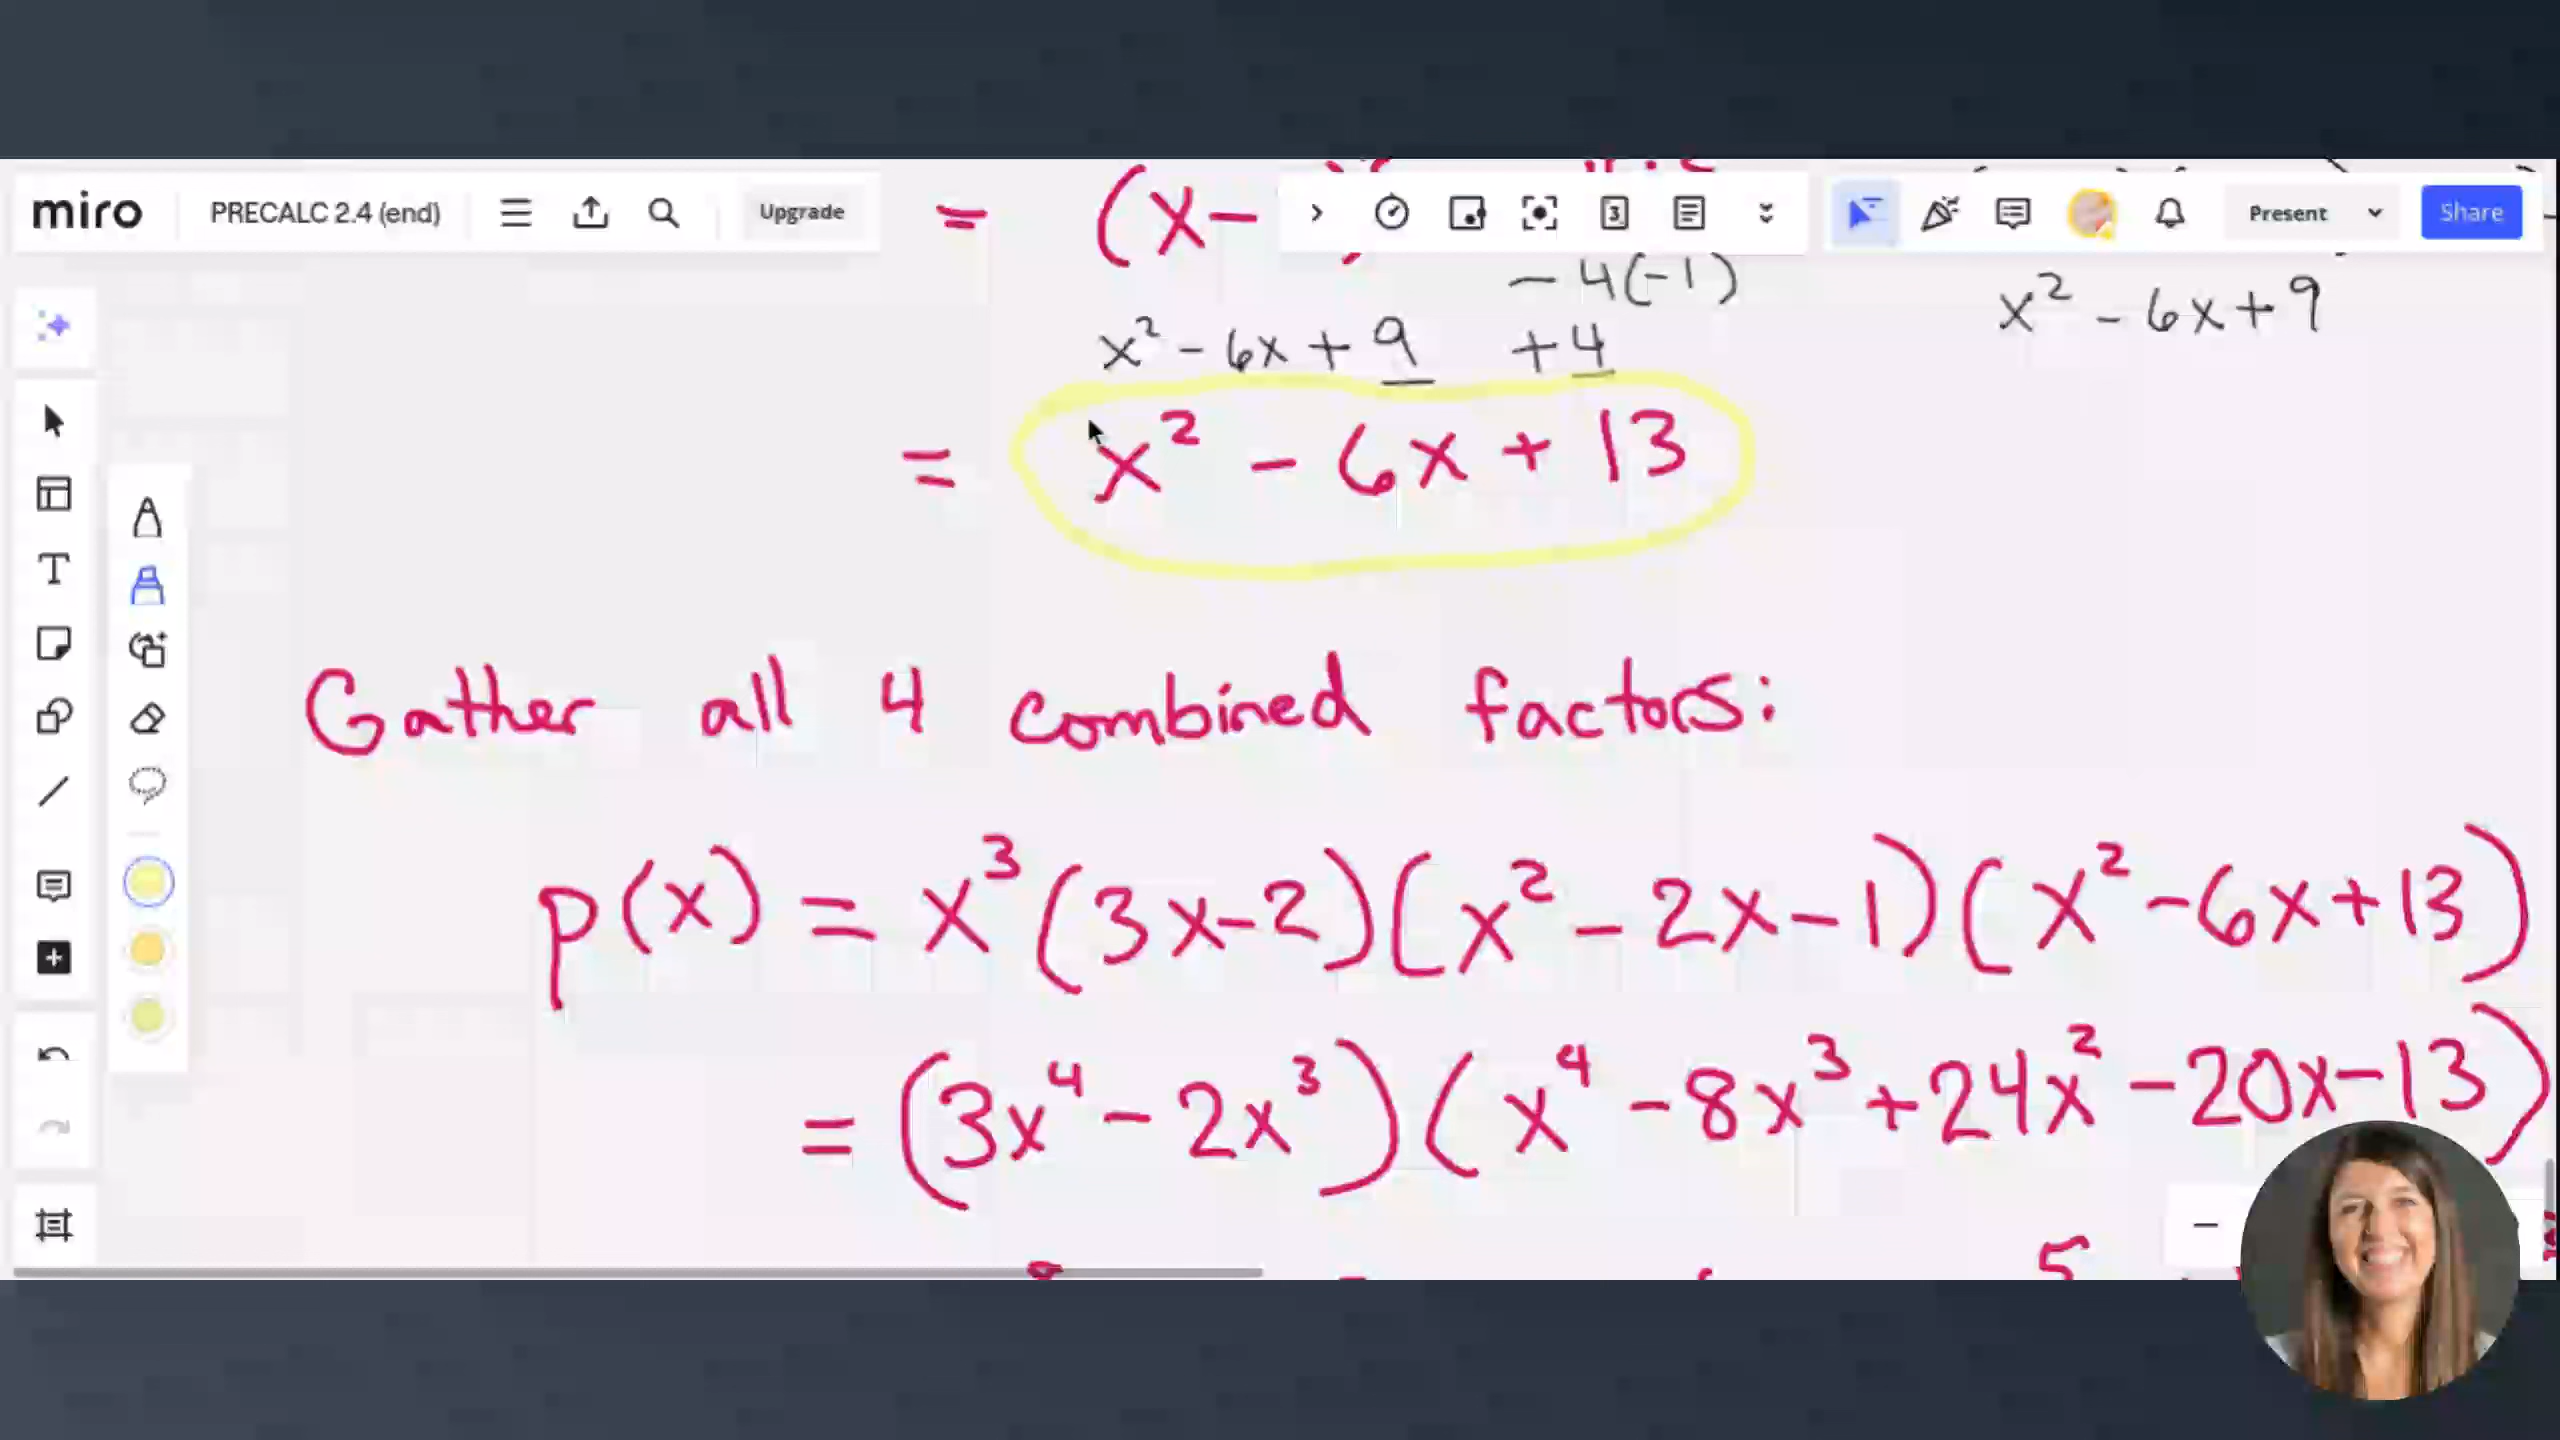 miro PRECALC 2.4 (end) Upgrade 3 Present Share
= (x-
- 4(-1)
x² - 6x + 9
x² - 6x + 9 + 4
= x² - 6x + 13
T
Gather all 4 combined factors:
p(x) = x³(3x-2)(x² - 2x - 1)(x² - 6x + 13)
= (3x⁴ - 2x³)(x⁴ - 8x³ + 24x² - 20x - 13)
5